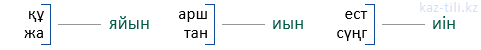 kaz-tili.kz
құ
жа
яйын
арш
тан
иын
ест
сүңг
иін